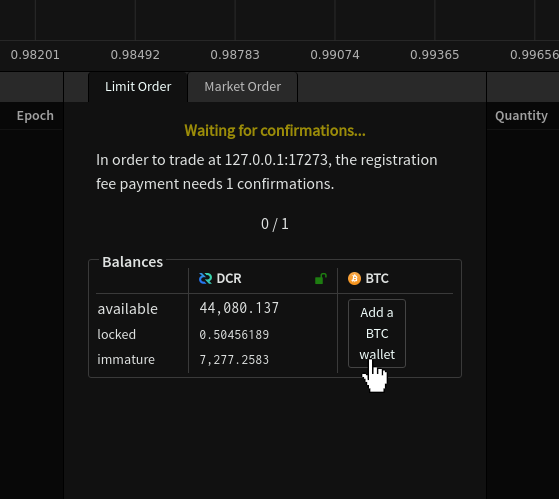 0.98201 0.98492 0.98783 0.99074 0.99365 0.99656
Limit Order Market Order
Epoch
Quantity
Waiting for confirmations...
In order to trade at 127.0.0.1:17273, the registration
fee payment needs 1 confirmations.
0 / 1
Balances
DCR BTC
available 44,080.137
locked 0.50456189
immature 7,277.2583
Add a
BTC
wallet